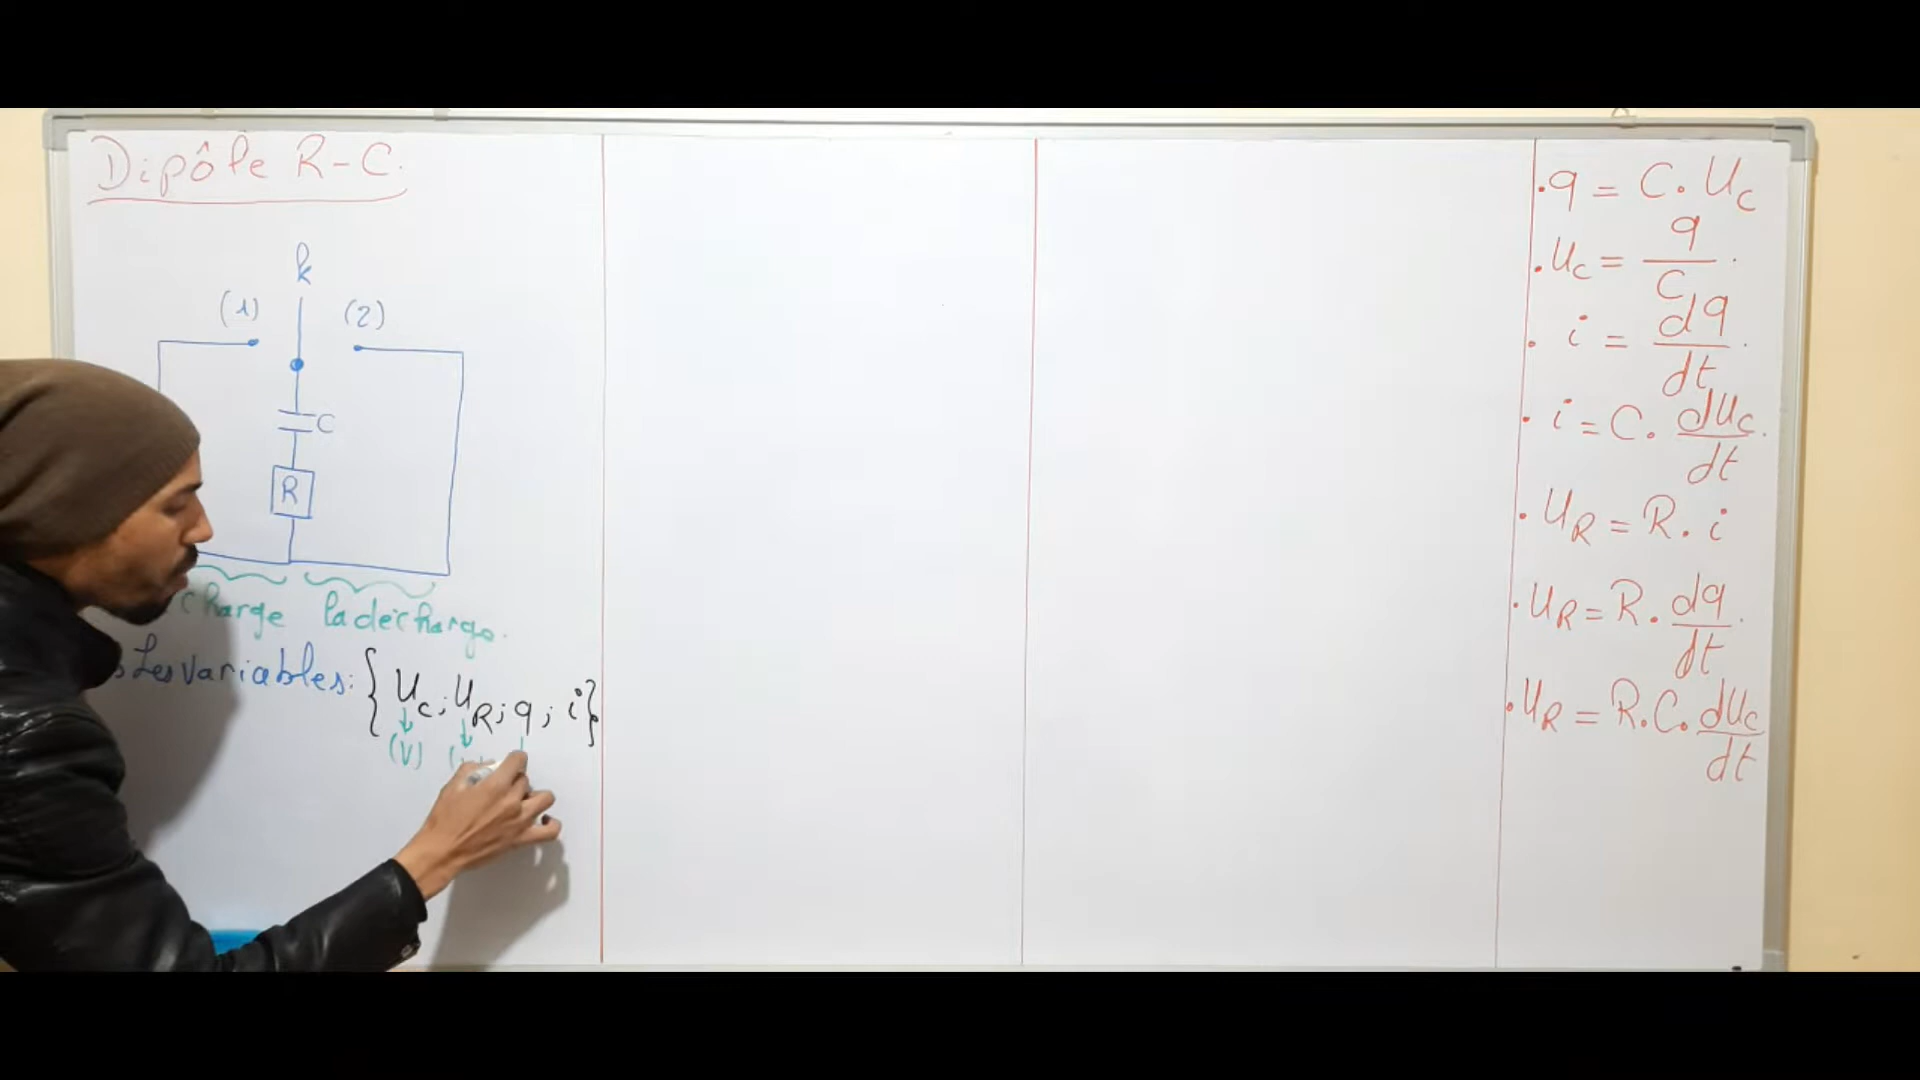 Dipôle R-C.
k
(1) (2)
C
R
charge la décharge.
Les variables: { Uc; UR; q; i }
(V)
• q = C. Uc
• Uc = q/C.
• i = dq/dt.
• i = C. dUc/dt.
• UR = R. i
• UR = R. dq/dt.
• UR = R.C. dUc/dt